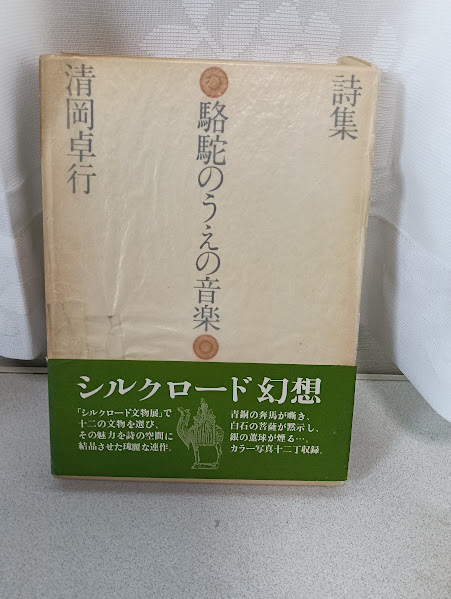 詩集
駱駝のうえの音楽
清岡卓行
シルクロード幻想
「シルクロード文物展」で
十二の文物を選び、
その魅力を詩の空間に
結晶させた瑰麗な連作。
青銅の奔馬が嘶き、
白石の菩薩が黙示し、
銀の薫球が煙る…。
カラー写真十二丁収録。